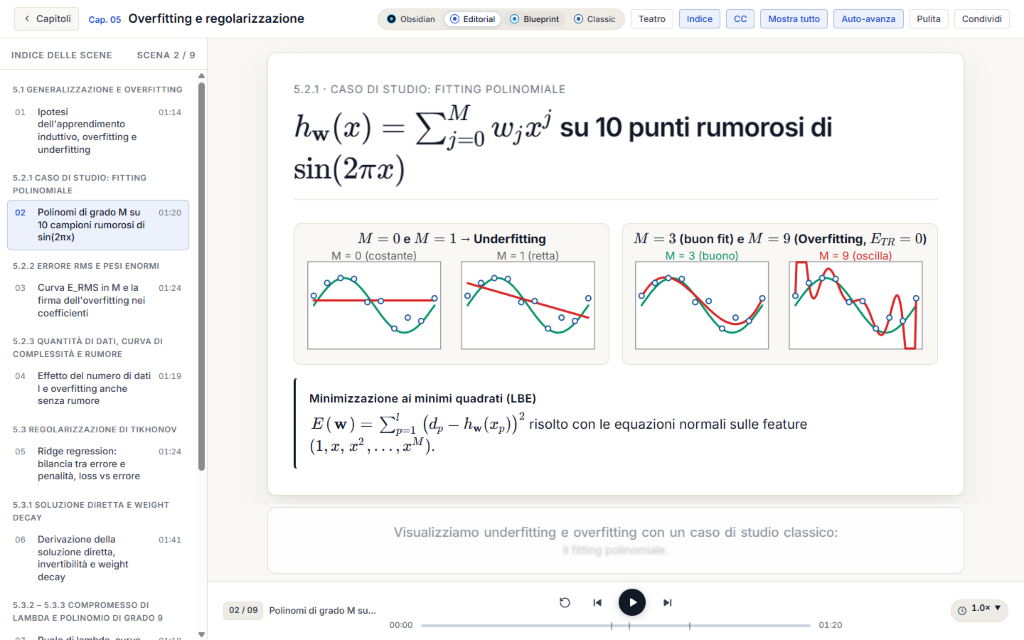 ‹ Capitoli
Cap. 05 Overfitting e regolarizzazione
Obsidian
Editorial
Blueprint
Classic
Teatro
Indice
CC
Mostra tutto
Auto-avanza
Pulita
Condividi
INDICE DELLE SCENE
SCENA 2 / 9
5.1 GENERALIZZAZIONE E OVERFITTING
01 Ipotesi 01:14
dell'apprendimento
induttivo, overfitting e
underfitting
5.2.1 CASO DI STUDIO: FITTING
POLINOMIALE
02 Polinomi di grado M su 01:20
10 campioni rumorosi di
sin(2πx)
5.2.2 ERRORE RMS E PESI ENORMI
03 Curva E_RMS in M e la 01:24
firma dell'overfitting nei
coefficienti
5.2.3 QUANTITÀ DI DATI, CURVA DI
COMPLESSITÀ E RUMORE
04 Effetto del numero di dati 01:19
l e overfitting anche
senza rumore
5.3 REGOLARIZZAZIONE DI TIKHONOV
05 Ridge regression: 01:24
bilancia tra errore e
penalità, loss vs errore
5.3.1 SOLUZIONE DIRETTA E WEIGHT
DECAY
06 Derivazione della 01:41
soluzione diretta,
invertibilità e weight
decay
5.3.2 – 5.3.3 COMPROMESSO DI
LAMBDA E POLINOMIO DI GRADO 9
5.2.1 · CASO DI STUDIO: FITTING POLINOMIALE
h_w(x) = ∑_{j=0}^{M} w_j x^j su 10 punti rumorosi di
sin(2πx)
M = 0 e M = 1 → Underfitting
M = 0 (costante)
M = 1 (retta)
M = 3 (buon fit) e M = 9 (Overfitting, E_TR = 0)
M = 3 (buono)
M = 9 (oscilla)
Minimizzazione ai minimi quadrati (LBE)
E(w) = ∑_{p=1}^{l} (d_p − h_w(x_p))² risolto con le equazioni normali sulle feature
(1, x, x², . . . , x^M).
Visualizziamo underfitting e overfitting con un caso di studio classico:
il fitting polinomiale.
02 / 09
Polinomi di grado M su...
00:00
01:20
1.0× ▼